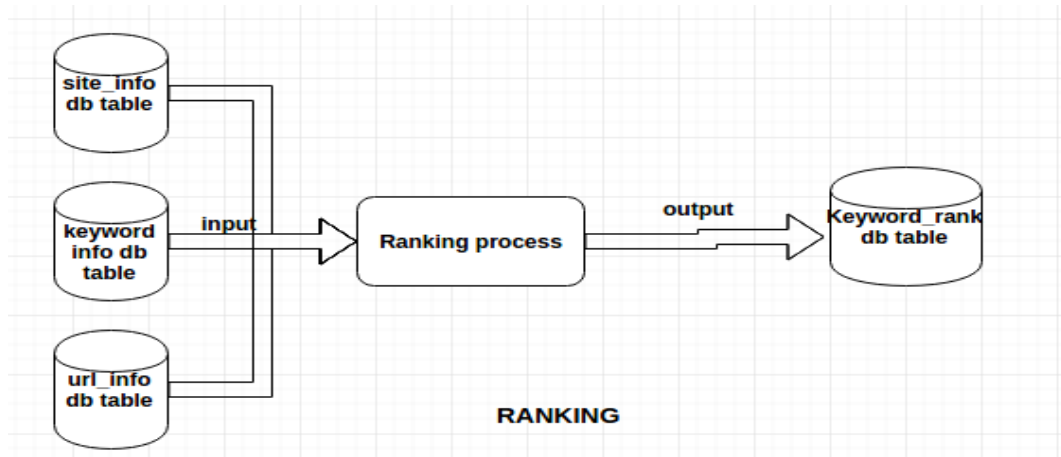 site_info
db table
keyword
info db
table
url_info
db table
input
Ranking process
output
Keyword_rank
db table
RANKING